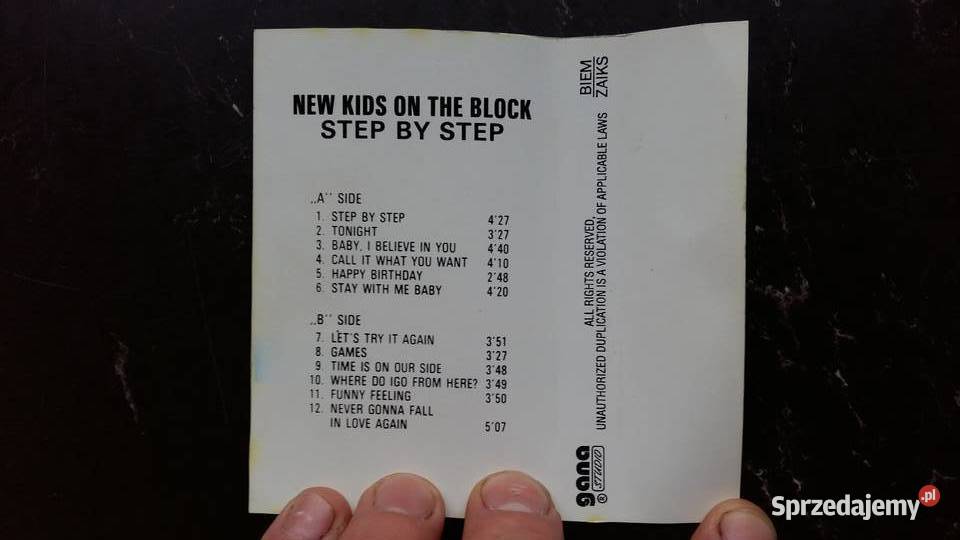 NEW KIDS ON THE BLOCK
STEP BY STEP
„A'' SIDE
1. STEP BY STEP 4'27
2. TONIGHT 3'27
3. BABY, I BELIEVE IN YOU 4'40
4. CALL IT WHAT YOU WANT 4'10
5. HAPPY BIRTHDAY 2'48
6. STAY WITH ME BABY 4'20
„B'' SIDE
7. LET'S TRY IT AGAIN 3'51
8. GAMES 3'27
9 TIME IS ON OUR SIDE 3'48
10. WHERE DO IGO FROM HERE? 3'49
11. FUNNY FEELING 3'50
12. NEVER GONNA FALL
IN LOVE AGAIN 5'07
BIEM
ZAIKS
ALL RIGHTS RESERVED,
UNAUTHORIZED DUPLICATION IS A VIOLATION OF APPLICABLE LAWS
gana
® STUDIO
Sprzedajemy.pl